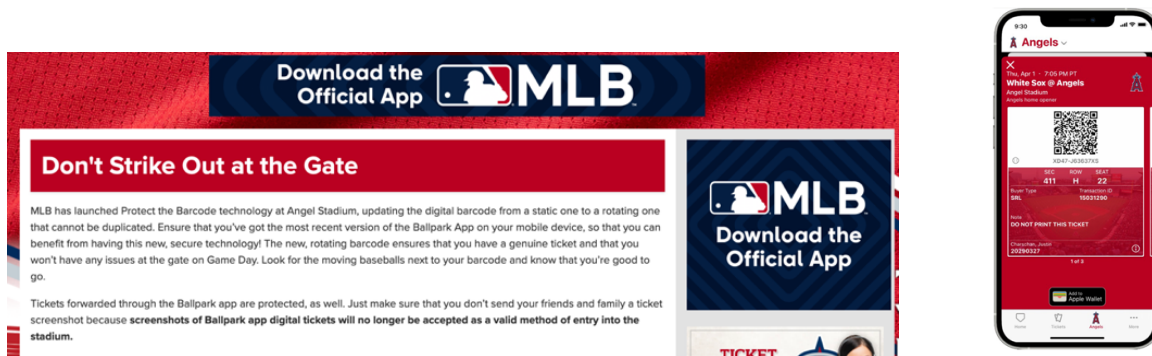 Download the
Official App
MLB
Don't Strike Out at the Gate
MLB has launched Protect the Barcode technology at Angel Stadium, updating the digital barcode from a static one to a rotating one
that cannot be duplicated. Ensure that you've got the most recent version of the Ballpark App on your mobile device, so that you can
benefit from having this new, secure technology! The new, rotating barcode ensures that you have a genuine ticket and that you
won't have any issues at the gate on Game Day. Look for the moving baseballs next to your barcode and know that you're good to
go.
Tickets forwarded through the Ballpark app are protected, as well. Just make sure that you don't send your friends and family a ticket
screenshot because screenshots of Ballpark app digital tickets will no longer be accepted as a valid method of entry into the
stadium.
MLB
Download the
Official App
TICKET
9:30
Angels
Thu, Apr 1 · 7:05 PM PT
White Sox @ Angels
Angel Stadium
Angels home opener
SEC ROW SEAT
411 H 22
Buyer Type Transaction ID
SRL 15031290
Note
DO NOT PRINT THIS TICKET
20290327
1 of 3
Add to
Apple Wallet
Home Tickets Angels More